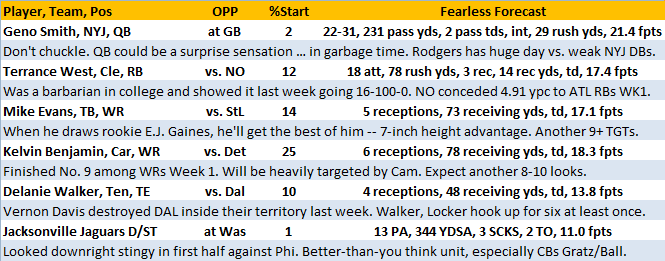 Player, Team, Pos OPP %Start Fearless Forecast
Geno Smith, NYJ, QB at GB 2 22-31, 231 pass yds, 2 pass tds, int, 29 rush yds, 21.4 fpts
Don't chuckle. QB could be a surprise sensation ... in garbage time. Rodgers has huge day vs. weak NYJ DBs.
Terrance West, Cle, RB vs. NO 12 18 att, 78 rush yds, 3 rec, 14 rec yds, td, 17.4 fpts
Was a barbarian in college and showed it last week going 16-100-0. NO conceded 4.91 ypc to ATL RBs WK1.
Mike Evans, TB, WR vs. StL 14 5 receptions, 73 receiving yds, td, 17.1 fpts
When he draws rookie E.J. Gaines, he'll get the best of him -- 7-inch height advantage. Another 9+ TGTs.
Kelvin Benjamin, Car, WR vs. Det 25 6 receptions, 78 receiving yds, td, 18.3 fpts
Finished No. 9 among WRs Week 1. Will be heavily targeted by Cam. Expect another 8-10 looks.
Delanie Walker, Ten, TE vs. Dal 10 4 receptions, 48 receiving yds, td, 13.8 fpts
Vernon Davis destroyed DAL inside their territory last week. Walker, Locker hook up for six at least once.
Jacksonville Jaguars D/ST at Was 1 13 PA, 344 YDSA, 3 SCKS, 2 TO, 11.0 fpts
Looked downright stingy in first half against Phi. Better-than-you think unit, especially CBs Gratz/Ball.